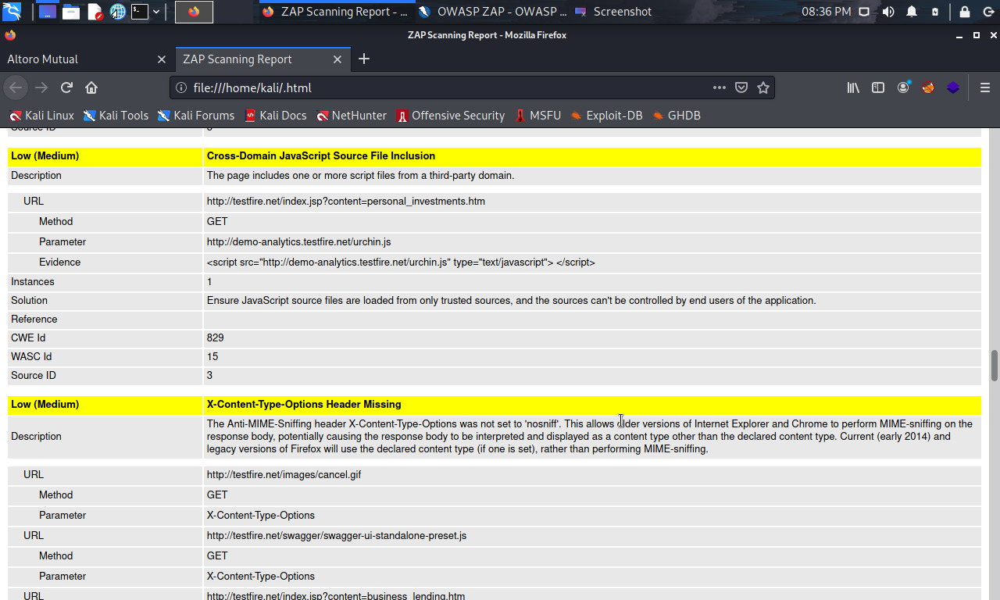 ZAP Scanning Report - ...
OWASP ZAP - OWASP ...
Screenshot
08:36 PM
ZAP Scanning Report - Mozilla Firefox
Altoro Mutual
ZAP Scanning Report
file:///home/kali/.html
Kali Linux
Kali Tools
Kali Forums
Kali Docs
NetHunter
Offensive Security
MSFU
Exploit-DB
GHDB
Source ID 3
Low (Medium) Cross-Domain JavaScript Source File Inclusion
Description The page includes one or more script files from a third-party domain.
URL http://testfire.net/index.jsp?content=personal_investments.htm
Method GET
Parameter http://demo-analytics.testfire.net/urchin.js
Evidence <script src="http://demo-analytics.testfire.net/urchin.js" type="text/javascript"> </script>
Instances 1
Solution Ensure JavaScript source files are loaded from only trusted sources, and the sources can't be controlled by end users of the application.
Reference
CWE Id 829
WASC Id 15
Source ID 3
Low (Medium) X-Content-Type-Options Header Missing
Description
The Anti-MIME-Sniffing header X-Content-Type-Options was not set to 'nosniff'. This allows older versions of Internet Explorer and Chrome to perform MIME-sniffing on the
response body, potentially causing the response body to be interpreted and displayed as a content type other than the declared content type. Current (early 2014) and
legacy versions of Firefox will use the declared content type (if one is set), rather than performing MIME-sniffing.
URL http://testfire.net/images/cancel.gif
Method GET
Parameter X-Content-Type-Options
URL http://testfire.net/swagger/swagger-ui-standalone-preset.js
Method GET
Parameter X-Content-Type-Options
URL http://testfire.net/index.jsp?content=business_lending.htm